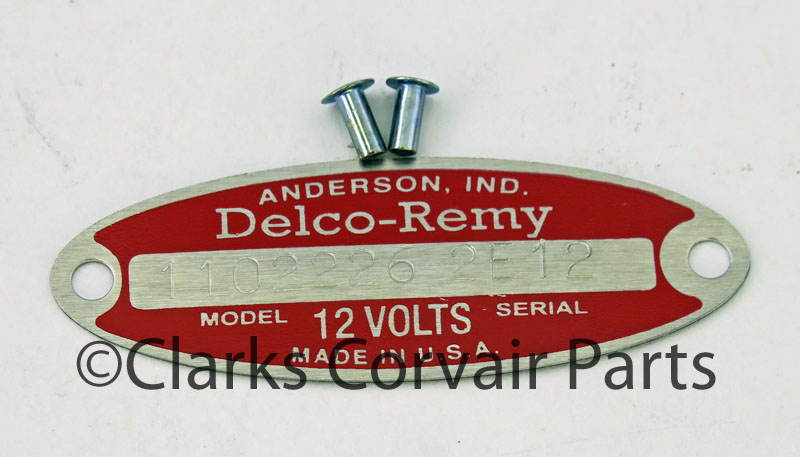 ANDERSON, IND.
Delco-Remy
1102226 2E12
MODEL 12 VOLTS SERIAL
MADE IN U.S.A.
©Clarks Corvair Parts